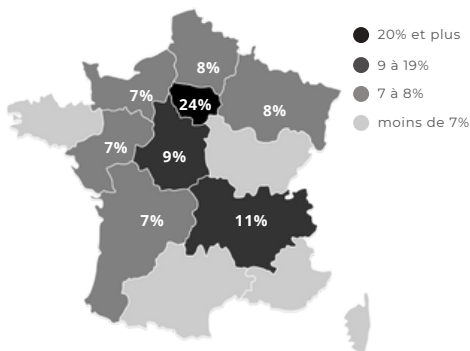 20% et plus
9 à 19%
7 à 8%
moins de 7%
8%
7%
24%
8%
7%
9%
7%
11%